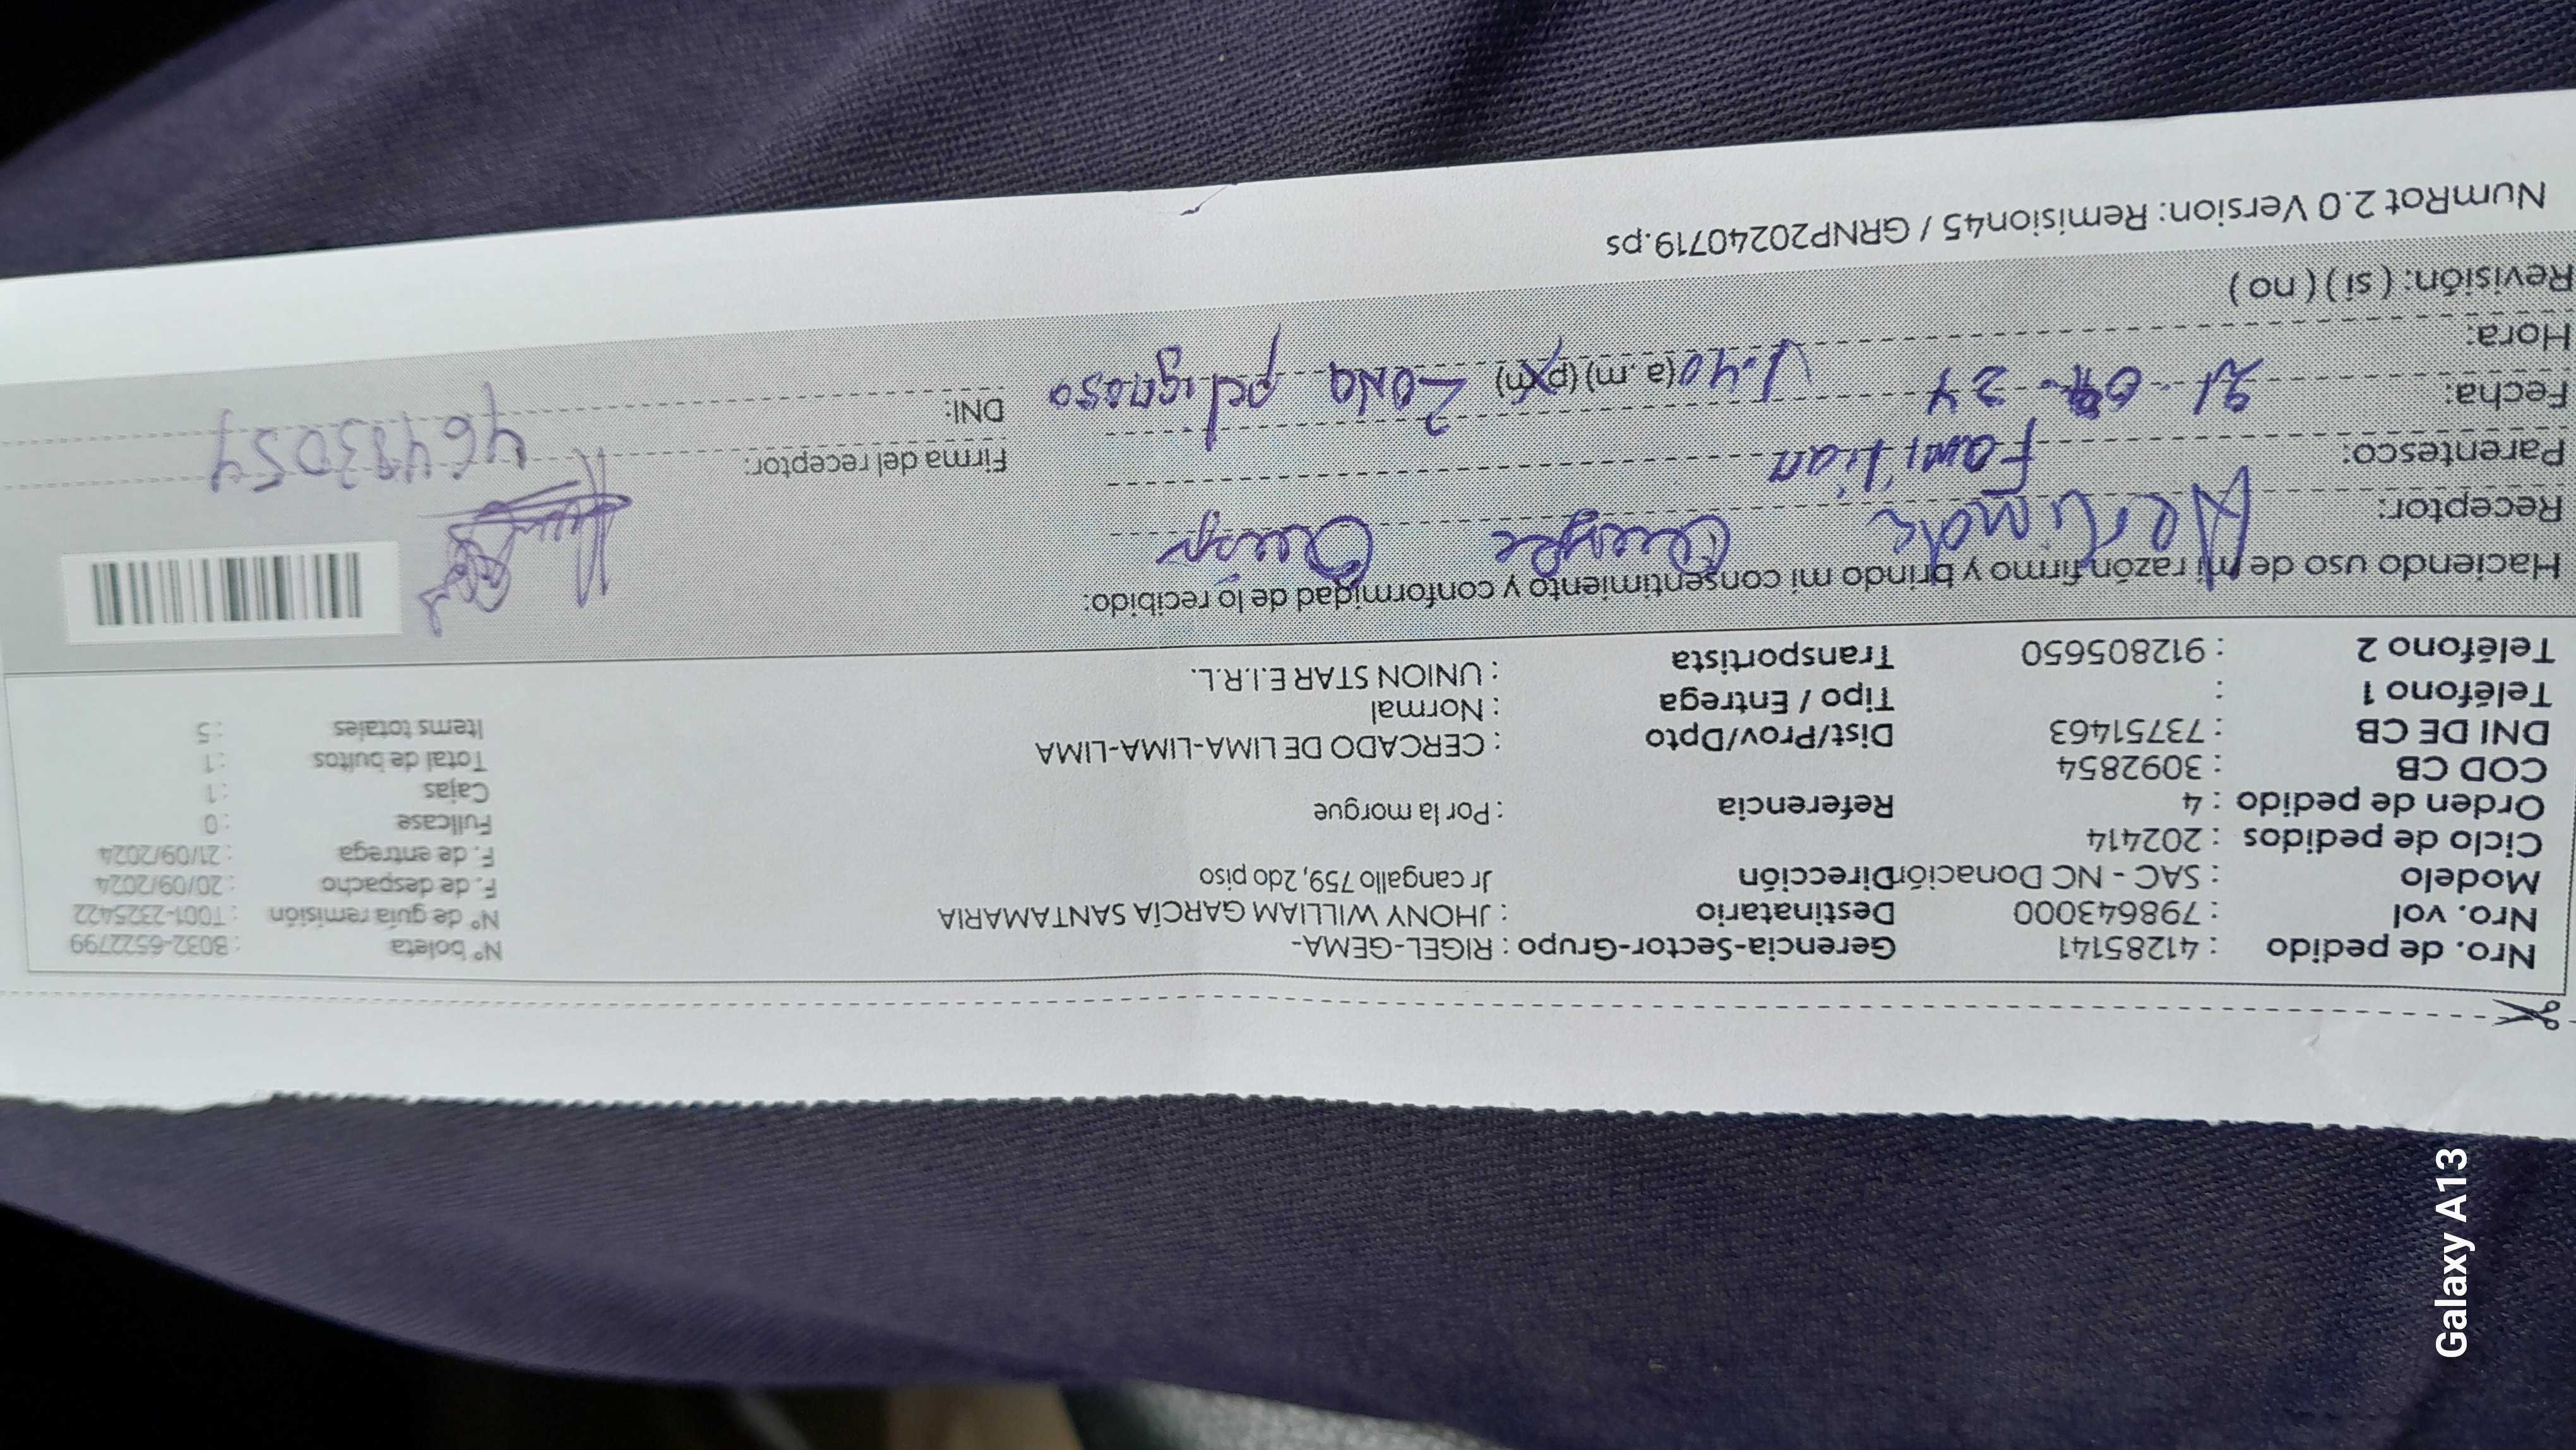 Nro. de pedido : 41285141 Gerencia-Sector-Grupo : RIGEL-GEMA- N° boleta : B032-6522799
Nro. vol : 798643000 Destinatario : JHONY WILLIAM GARCÍA SANTAMARIA N° de guía remisión : T001-2325422
Modelo : SAC - NC Donación Dirección Jr cangallo 759, 2do piso F. de despacho : 20/09/2024
Ciclo de pedidos : 202414 F. de entrega : 21/09/2024
Orden de pedido : 4 Referencia : Por la morgue Fullcase : 0
COD CB : 3092854 Cajas : 1
DNI DE CB : 73751463 Dist/Prov/Dpto : CERCADO DE LIMA-LIMA-LIMA Total de bultos : 1
Teléfono 1 : Tipo / Entrega : Normal Items totales : 5
Teléfono 2 : 912805650 Transportista : UNION STAR E.I.R.L.
Haciendo uso de mi razón firmo y brindo mi consentimiento y conformidad de lo recibido:
Receptor: Quispe Quispe
Parentesco: Familiar Firma del receptor:
Fecha: 21 - 09 - 24 DNI:
Hora: 1.40 (a. m) (p.m) Zona peligroso
Revisión: ( si ) ( no )
NumRot 2.0 Version: Remision45 / GRNP20240719.ps
Galaxy A13